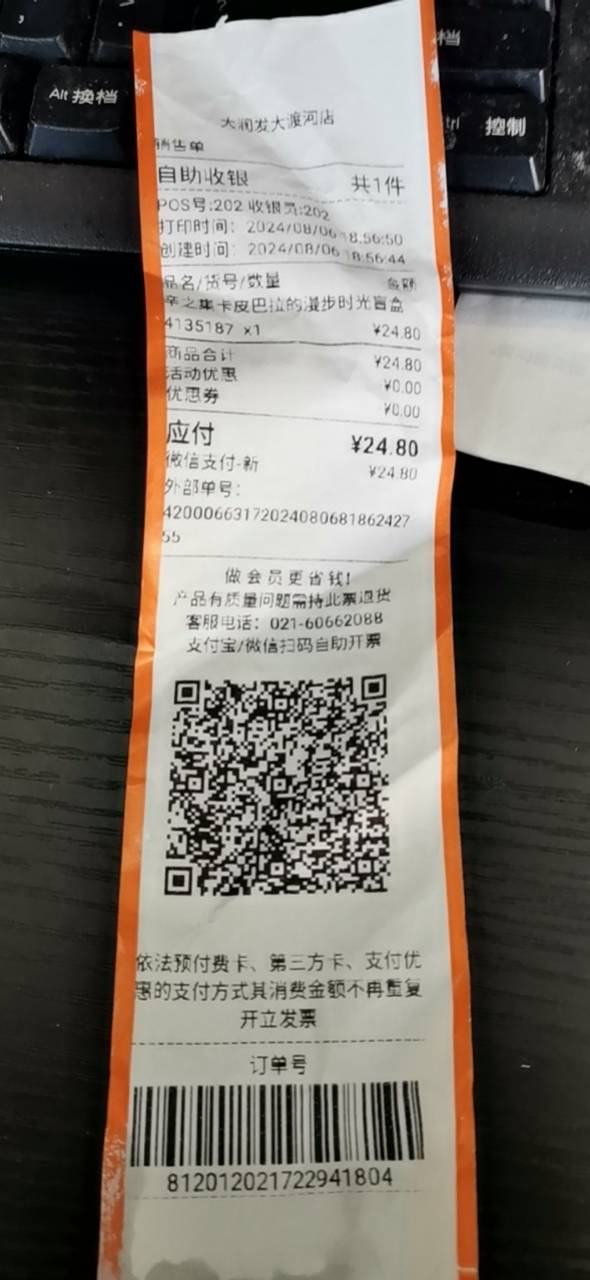 Alt 换档
档
控制
大润发大渡河店
销售单
自助收银 共1件
POS号:202 收银员:202
打印时间：2024/08/06 18:56:50
创建时间：2024/08/06 18:56:44
品名/货号/数量 金额
辛之集卡皮巴拉的漫步时光盲盒
4135187 x1 ¥24.80
商品合计 ¥24.80
活动优惠 ¥0.00
优惠券 ¥0.00
应付 ¥24.80
微信支付-新 ¥24.80
外部单号：
42000663172024080681862427
55
做会员更省钱!
产品有质量问题需持此票退货
客服电话：021-60662088
支付宝/微信扫码自助开票
依法预付费卡、第三方卡、支付优
惠的支付方式其消费金额不再重复
开立发票
订单号
812012021722941804